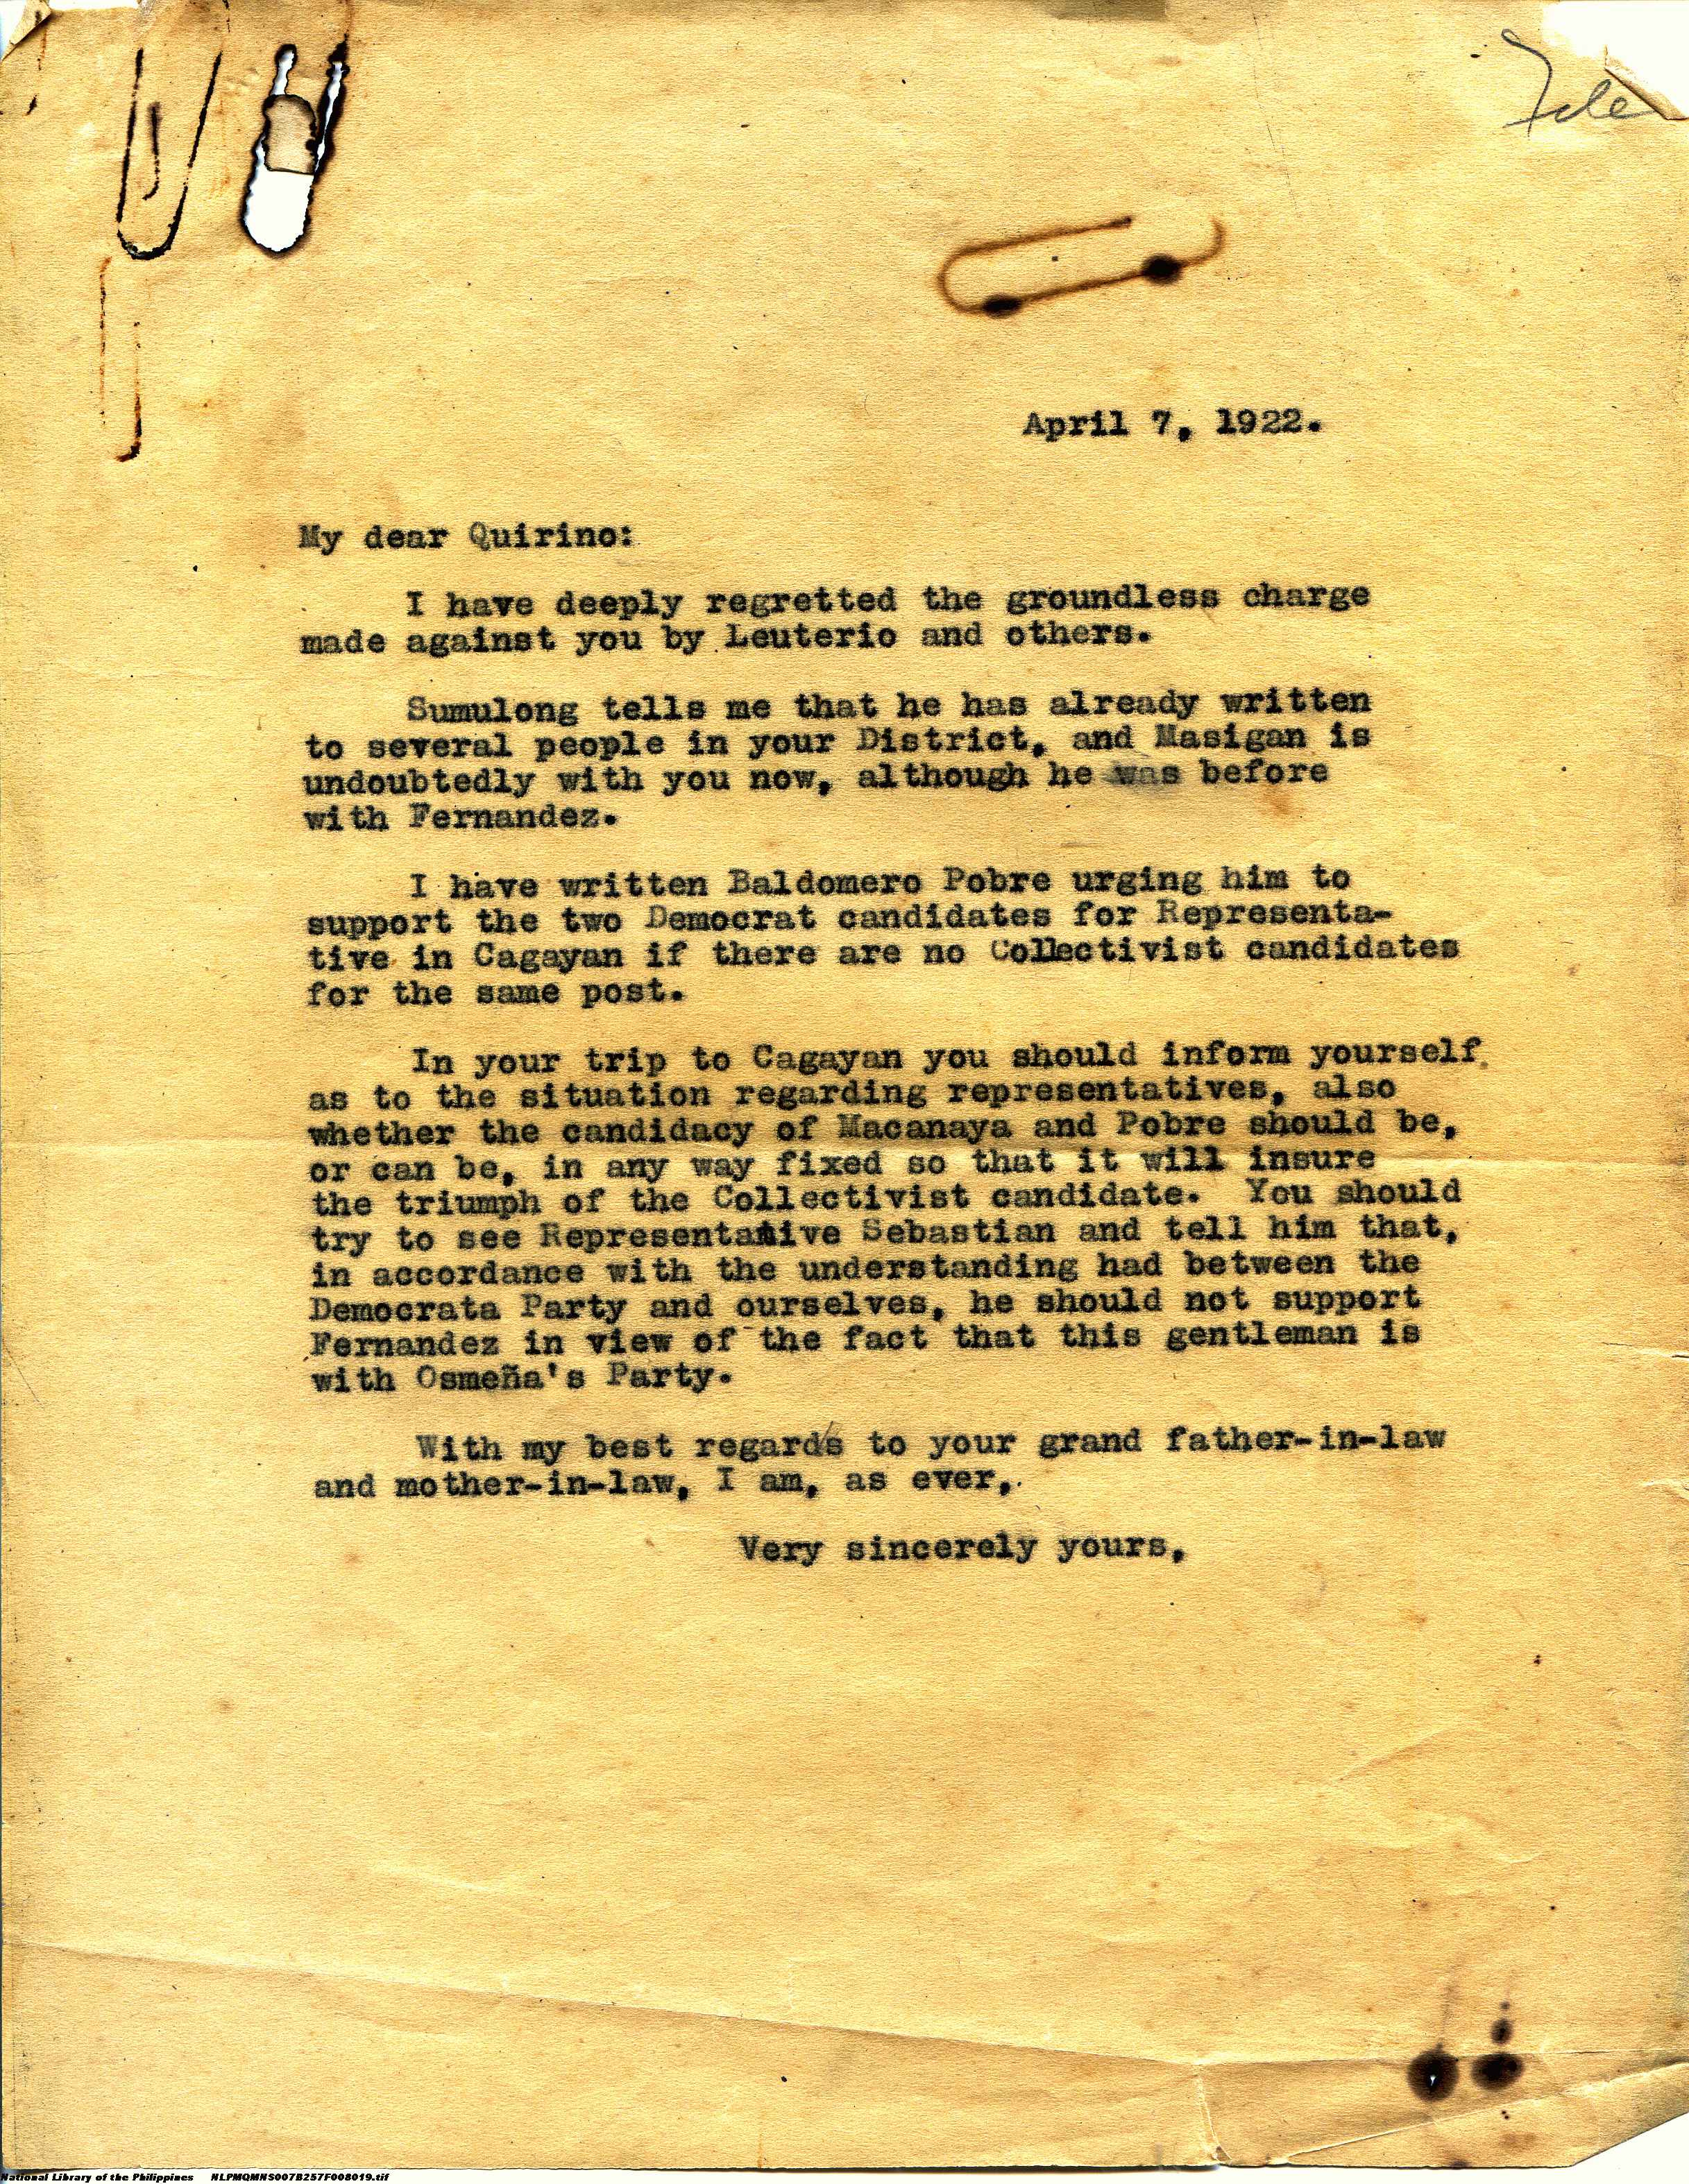 File
April 7, 1922.
My dear Quirino:
I have deeply regretted the groundless charge
made against you by Leuterio and others.
Sumulong tells me that he has already written
to several people in your District, and Masigan is
undoubtedly with you now, although he was before
with Fernandez.
I have written Baldomero Pobre urging him to
support the two Democrat candidates for Representa-
tive in Cagayan if there are no Collectivist candidates
for the same post.
In your trip to Cagayan you should inform yourself
as to the situation regarding representatives, also
whether the candidacy of Macanaya and Pobre should be,
or can be, in any way fixed so that it will insure
the triumph of the Collectivist candidate. You should
try to see Representative Sebastian and tell him that,
in accordance with the understanding had between the
Democrata Party and ourselves, he should not support
Fernandez in view of the fact that this gentleman is
with Osmeña's Party.
With my best regards to your grand father-in-law
and mother-in-law, I am, as ever,
Very sincerely yours,
National Library of the Philippines NLPMQMNS007B257F008019.tif